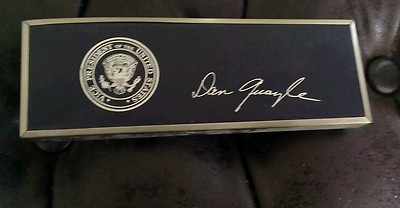 VICE PRESIDENT OF THE UNITED STATES
Dan Quayle